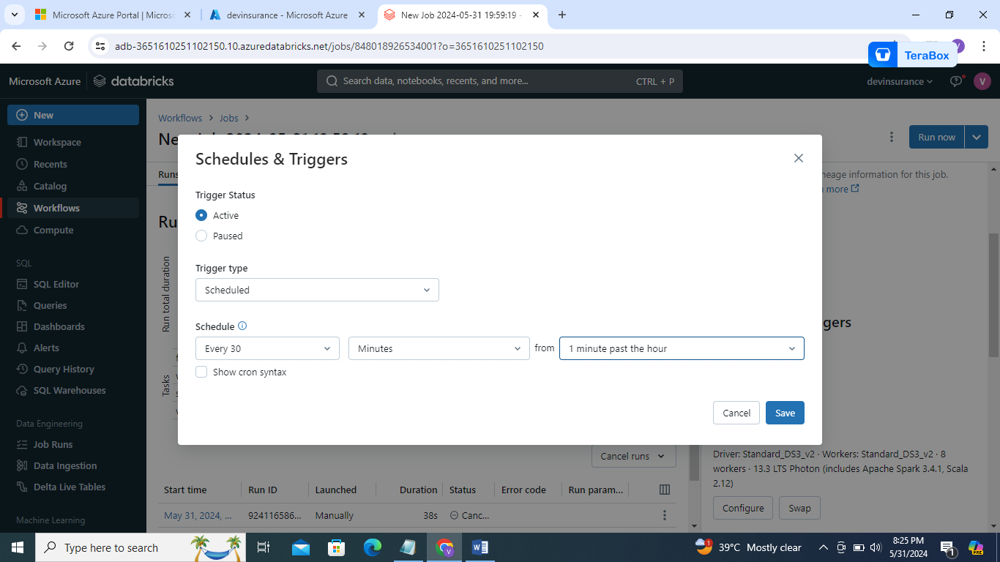 Microsoft Azure Portal | Microso
devinsurance - Microsoft Azure
New Job 2024-05-31 19:59:19 -
adb-3651610251102150.10.azuredatabricks.net/jobs/848018926534001?o=3651610251102150
TeraBox
Microsoft Azure
databricks
Search data, notebooks, recents, and more...
CTRL + P
devinsurance
V
New
Workspace
Recents
Catalog
Workflows
Compute
SQL
SQL Editor
Queries
Dashboards
Alerts
Query History
SQL Warehouses
Data Engineering
Job Runs
Data Ingestion
Delta Live Tables
Machine Learning
Workflows > Jobs >
Run now
Runs
Run total duration
Tasks
neage information for this job.
more
gers
Schedules & Triggers
Trigger Status
Active
Paused
Trigger type
Scheduled
Schedule
Every 30
Minutes
from
1 minute past the hour
Show cron syntax
Cancel
Save
Cancel runs
Start time
Run ID
Launched
Duration
Status
Error code
Run param...
May 31, 2024, ...
924116586...
Manually
38s
Canc...
Driver: Standard_DS3_v2 · Workers: Standard_DS3_v2 · 8
workers · 13.3 LTS Photon (includes Apache Spark 3.4.1, Scala
2.12)
Configure
Swap
Type here to search
39°C Mostly clear
8:25 PM
5/31/2024